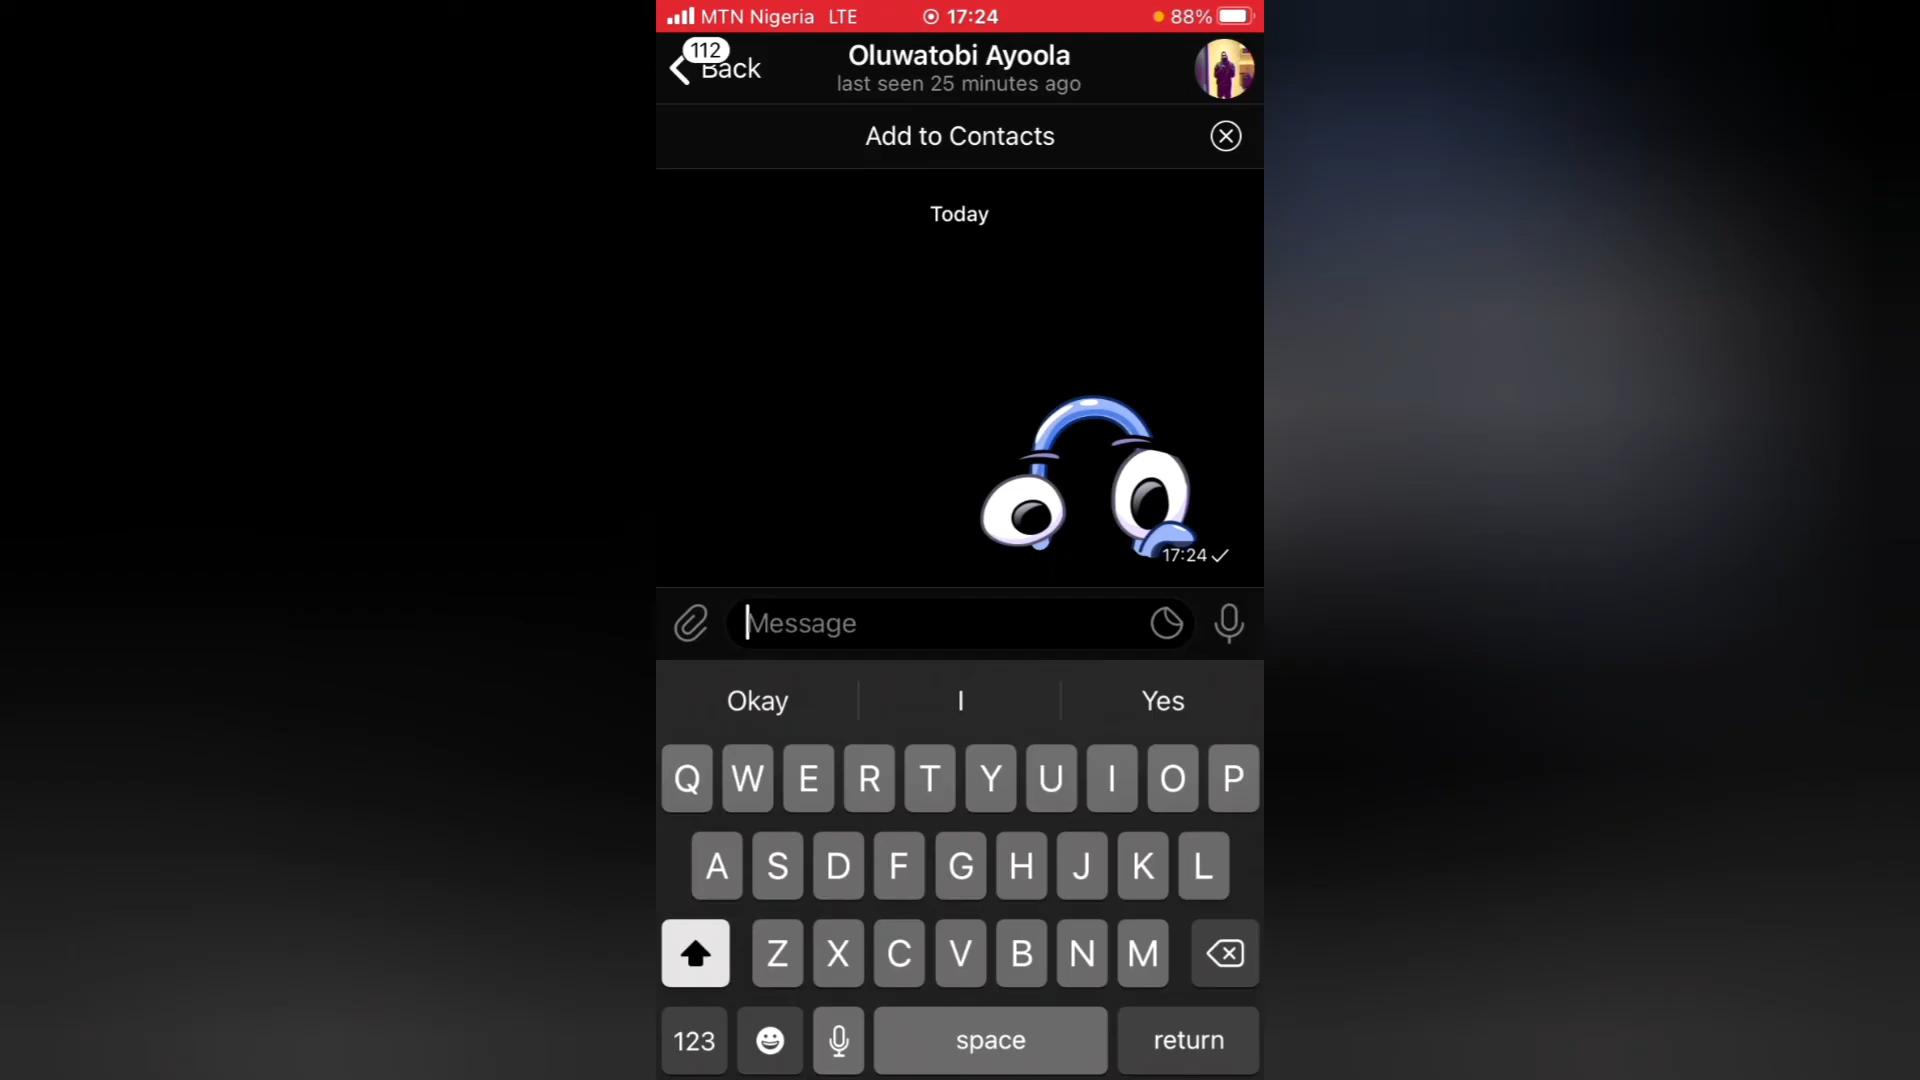 MTN Nigeria LTE 17:24 88%
112
Back
Oluwatobi Ayoola
last seen 25 minutes ago
Add to Contacts
Today
17:24
Message
Okay I Yes
Q W E R T Y U I O P
A S D F G H J K L
Z X C V B N M
123 space return